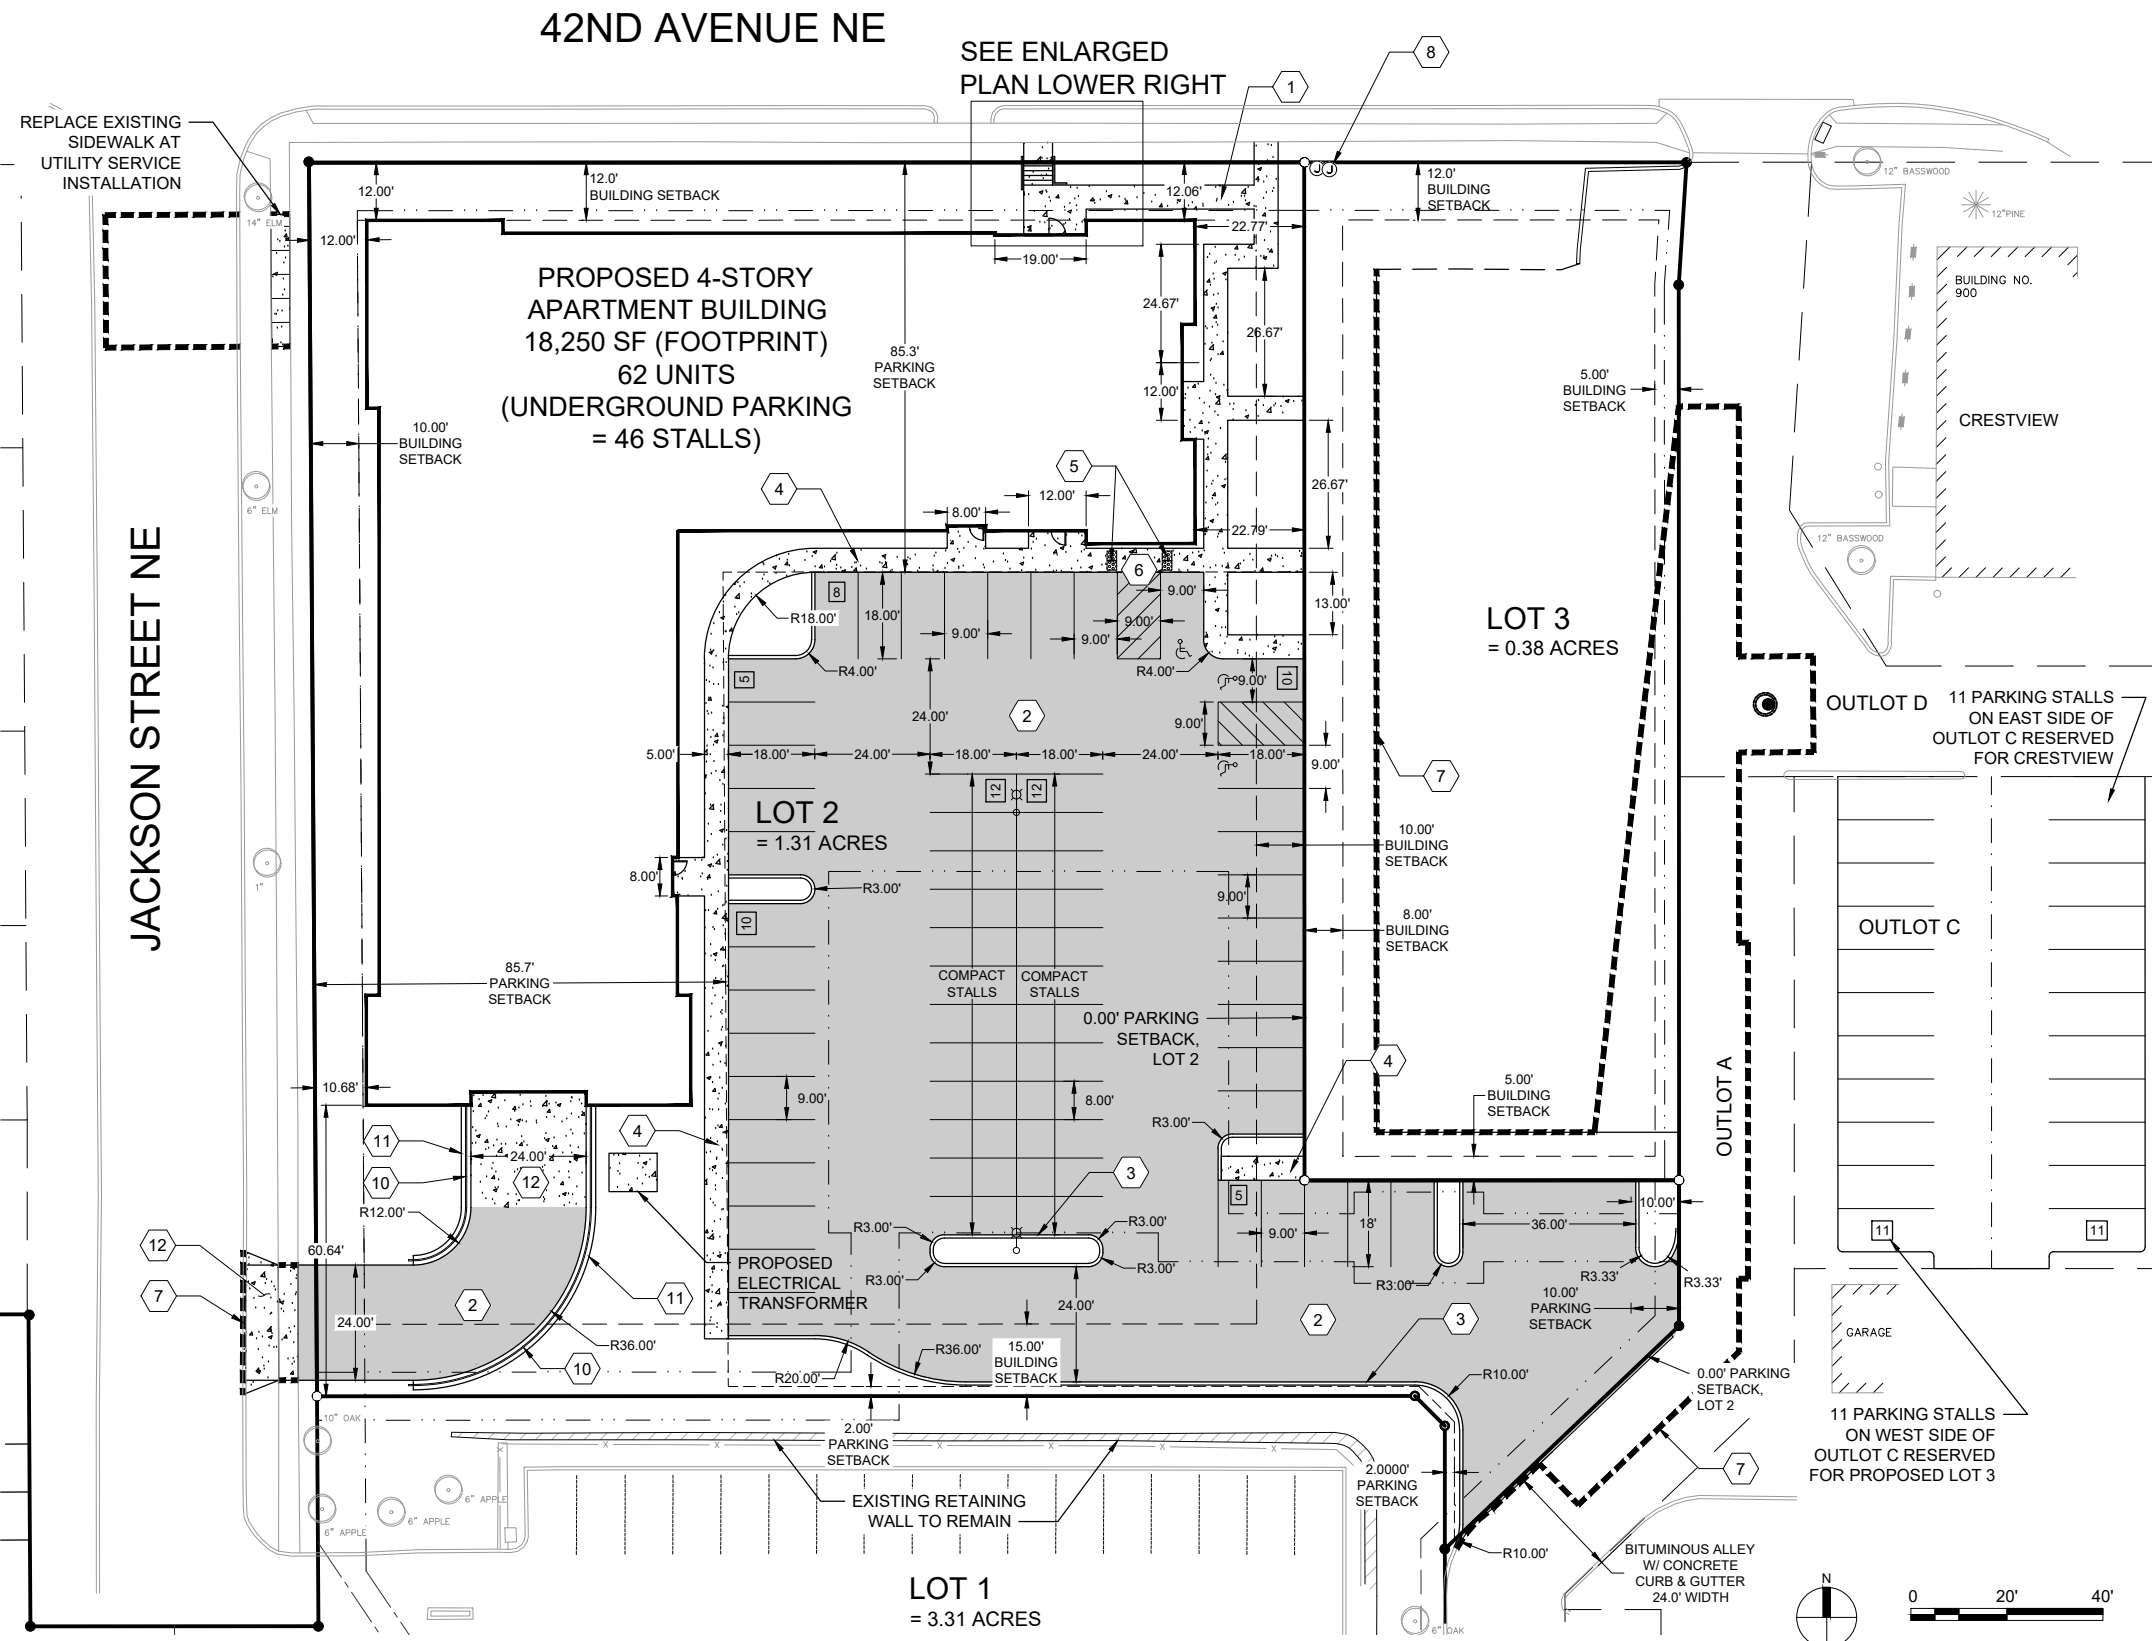 42ND AVENUE NE
SEE ENLARGED
PLAN LOWER RIGHT
1
8
REPLACE EXISTING
SIDEWALK AT
UTILITY SERVICE
INSTALLATION
14" ELM
12.00'
12.0'
BUILDING SETBACK
12.06'
12.0'
BUILDING
SETBACK
J
J
12" BASSWOOD
12"PINE
12.00'
22.77'
19.00'
PROPOSED 4-STORY
APARTMENT BUILDING
18,250 SF (FOOTPRINT)
62 UNITS
(UNDERGROUND PARKING
= 46 STALLS)
24.67'
26.67'
12.00'
85.3'
PARKING
SETBACK
5.00'
BUILDING
SETBACK
BUILDING NO.
900
CRESTVIEW
10.00'
BUILDING
SETBACK
6" ELM
4
5
12.00'
8.00'
26.67'
22.79'
12" BASSWOOD
JACKSON STREET NE
6
8
18.00'
9.00'
9.00'
9.00'
9.00'
13.00'
R18.00'
R4.00'
R4.00'
LOT 3
= 0.38 ACRES
5
10
9.00'
24.00'
2
9.00'
OUTLOT D
11 PARKING STALLS
ON EAST SIDE OF
OUTLOT C RESERVED
FOR CRESTVIEW
5.00'
18.00'
24.00'
18.00'
18.00'
24.00'
18.00'
9.00'
7
12
12
LOT 2
= 1.31 ACRES
10.00'
BUILDING
SETBACK
1"
8.00'
R3.00'
9.00'
10
8.00'
BUILDING
SETBACK
OUTLOT C
85.7'
PARKING
SETBACK
COMPACT
STALLS
COMPACT
STALLS
0.00' PARKING
SETBACK,
LOT 2
4
10.68'
9.00'
8.00'
R3.00'
5.00'
BUILDING
SETBACK
OUTLOT A
11
10
24.00'
12
4
3
5
R12.00'
60.64'
12
7
R3.00'
R3.00'
R3.00'
R3.00'
9.00'
18'
36.00'
10.00'
11
11
PROPOSED
ELECTRICAL
TRANSFORMER
R3.00'
R3.33'
R3.33'
2
11
24.00'
24.00'
R36.00'
10
10.00'
PARKING
SETBACK
2
3
GARAGE
15.00'
BUILDING
SETBACK
R36.00'
R20.00'
R10.00'
0.00' PARKING
SETBACK,
LOT 2
10" OAK
2.00'
PARKING
SETBACK
11 PARKING STALLS
ON WEST SIDE OF
OUTLOT C RESERVED
FOR PROPOSED LOT 3
7
2.0000'
PARKING
SETBACK
6" APPLE
6" APPLE
6" APPLE
EXISTING RETAINING
WALL TO REMAIN
R10.00'
BITUMINOUS ALLEY
W/ CONCRETE
CURB & GUTTER
24.0' WIDTH
LOT 1
= 3.31 ACRES
6" OAK
N
0 20' 40'